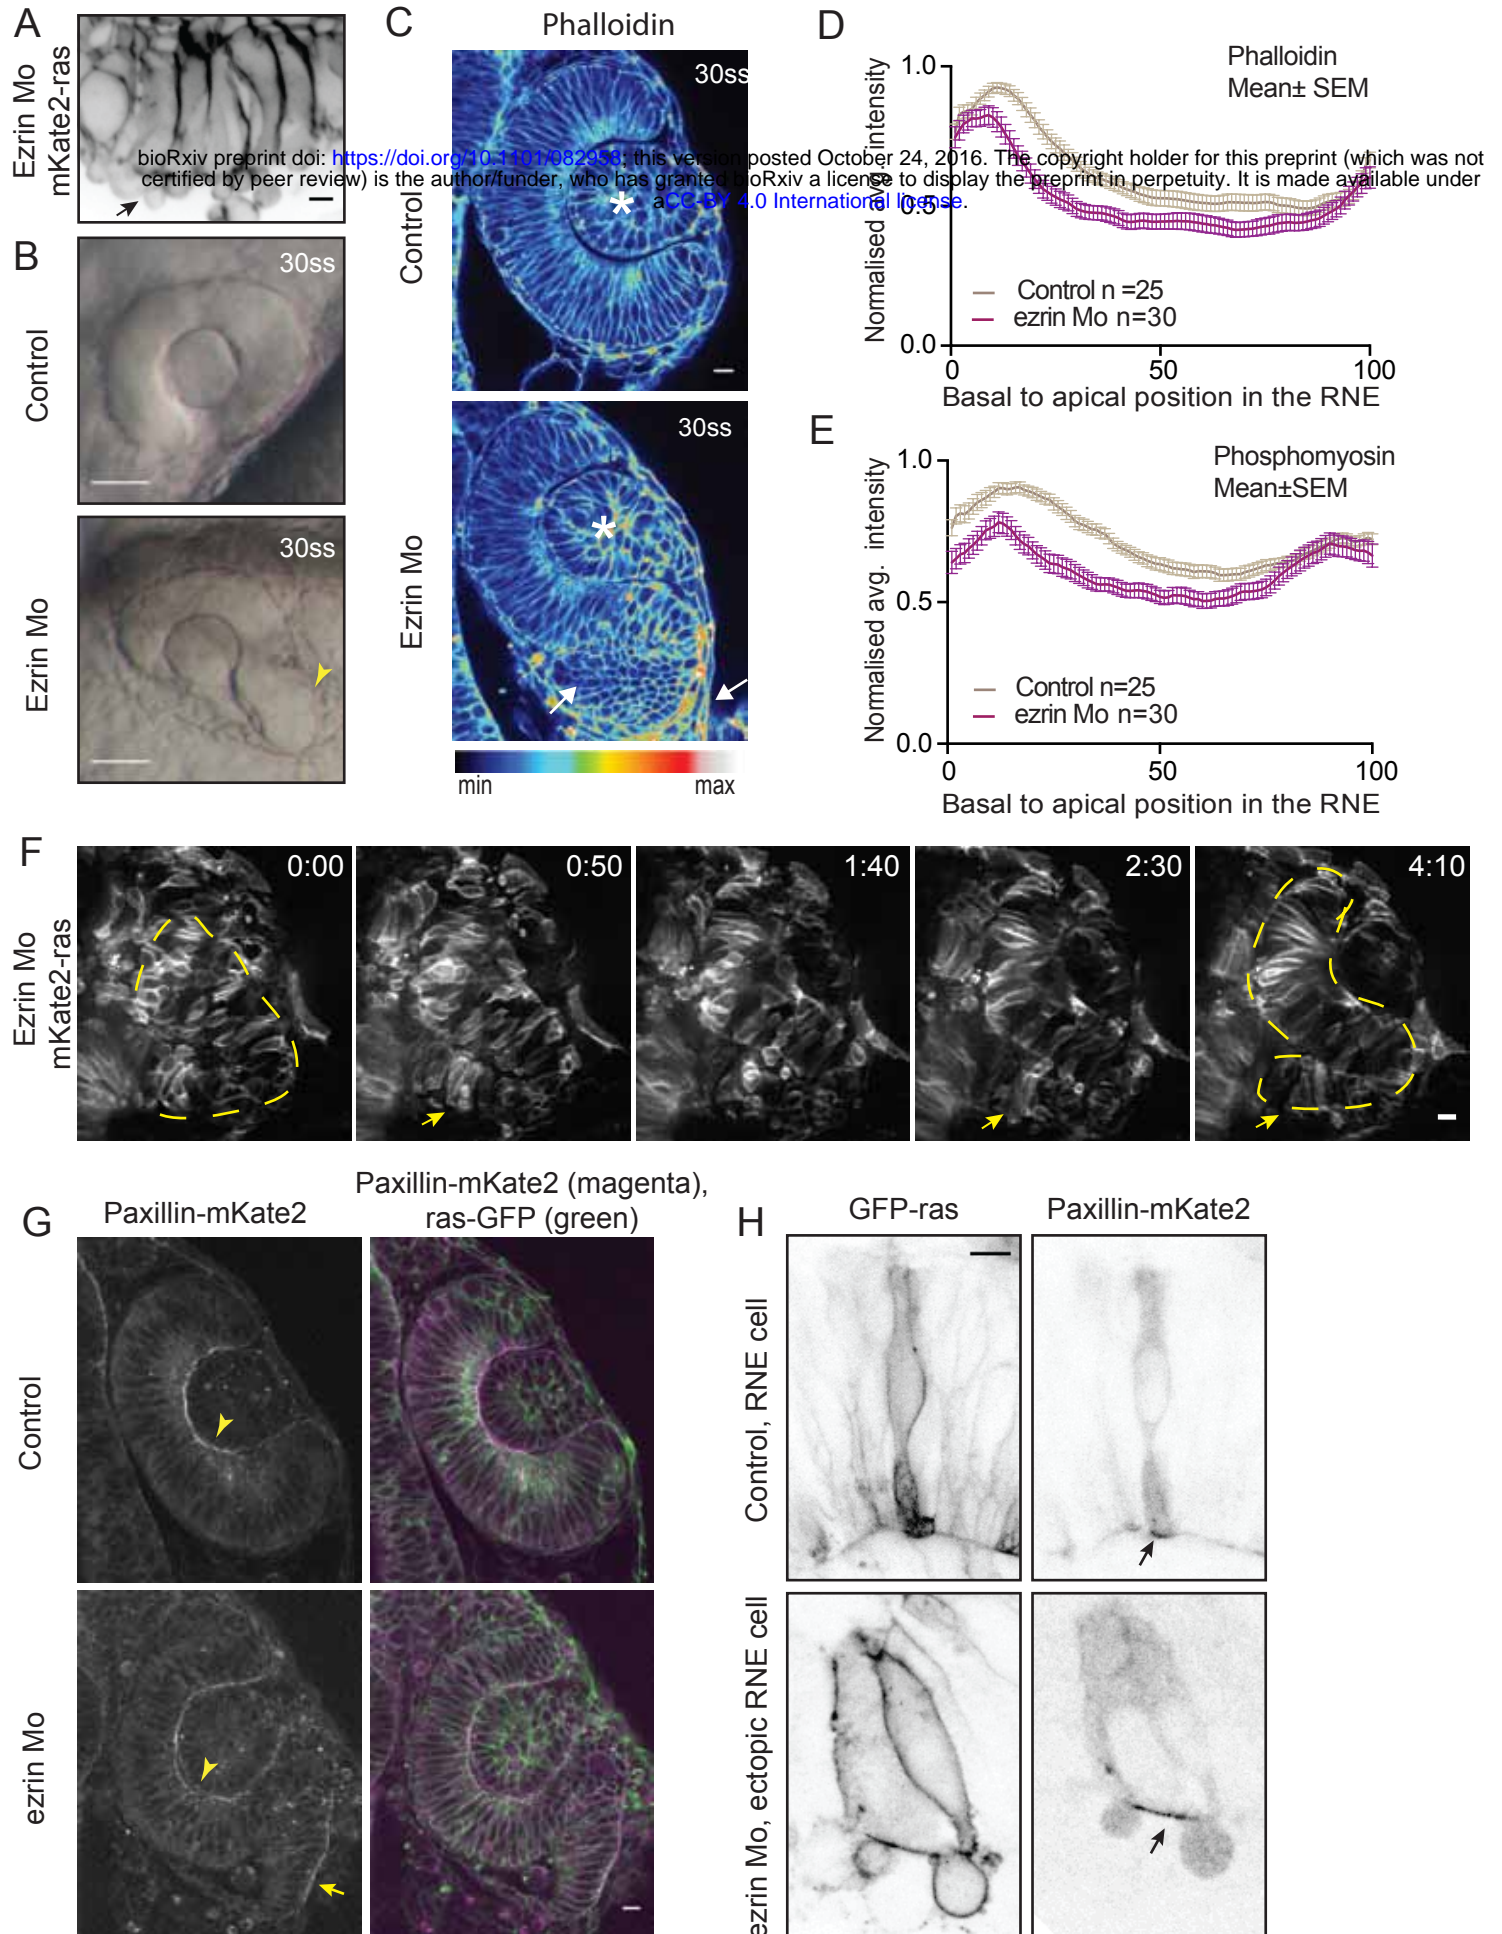 A
Ezrin Mo
mKate2-ras
bioRxiv preprint doi: https://doi.org/10.1101/082958; this version posted October 24, 2016. The copyright holder for this preprint (which was not
certified by peer review) is the author/funder, who has granted bioRxiv a license to display the preprint in perpetuity. It is made available under
aCC-BY 4.0 International license.
B
Control
30ss
Ezrin Mo
30ss
C
Phalloidin
Control
30ss
*
Ezrin Mo
30ss
*
min
max
D
Normalised avg. intensity
1.0
0.5
0.0
Phalloidin
Mean± SEM
Control n =25
ezrin Mo n=30
0
50
100
Basal to apical position in the RNE
E
Normalised avg. intensity
1.0
0.5
0.0
Phosphomyosin
Mean±SEM
Control n=25
ezrin Mo n=30
0
50
100
Basal to apical position in the RNE
F
Ezrin Mo
mKate2-ras
0:00
0:50
1:40
2:30
4:10
G
Paxillin-mKate2
Paxillin-mKate2 (magenta),
ras-GFP (green)
Control
ezrin Mo
H
GFP-ras
Paxillin-mKate2
Control, RNE cell
ezrin Mo, ectopic RNE cell